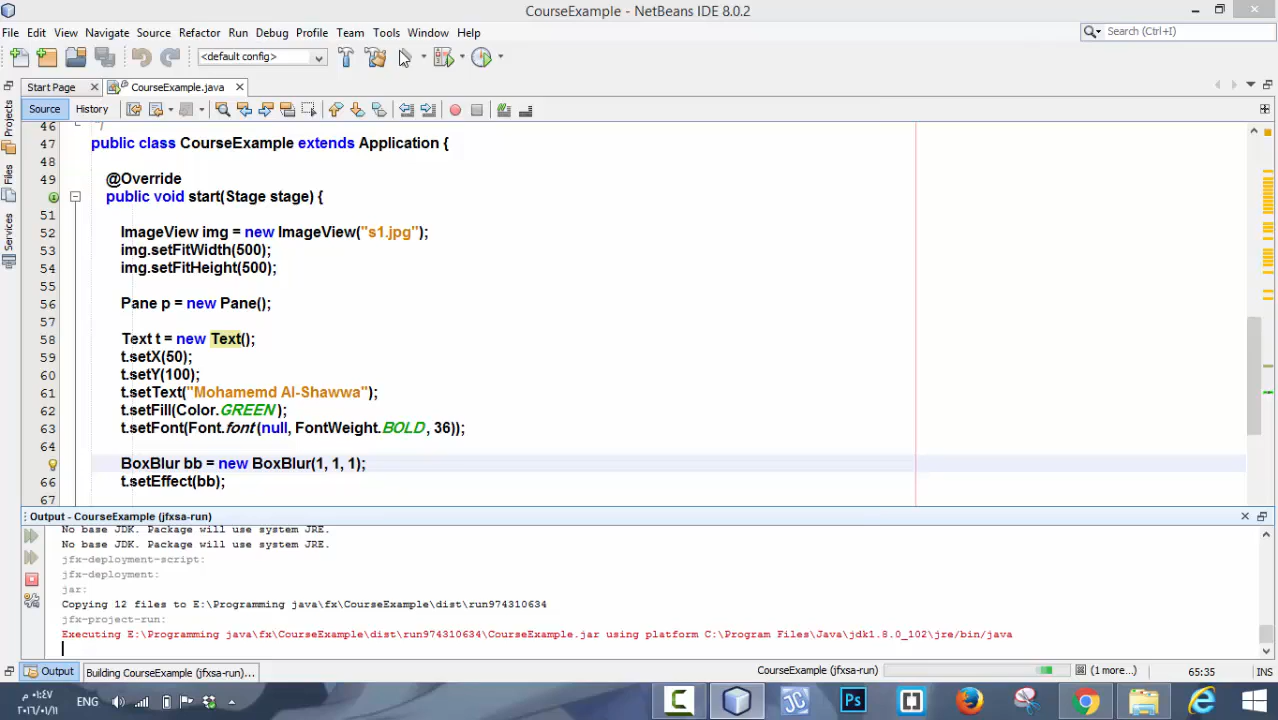 CourseExample - NetBeans IDE 8.0.2
File Edit View Navigate Source Refactor Run Debug Profile Team Tools Window Help
Search (Ctrl+I)
<default config>
Start Page CourseExample.java
Source History
Projects
Files
Services
46
47 public class CourseExample extends Application {
48
49 @Override
public void start(Stage stage) {
51
52 ImageView img = new ImageView("s1.jpg");
53 img.setFitWidth(500);
54 img.setFitHeight(500);
55
56 Pane p = new Pane();
57
58 Text t = new Text();
59 t.setX(50);
60 t.setY(100);
61 t.setText("Mohamemd Al-Shawwa");
62 t.setFill(Color.GREEN);
63 t.setFont(Font.font(null, FontWeight.BOLD, 36));
64
BoxBlur bb = new BoxBlur(1, 1, 1);
66 t.setEffect(bb);
67
Output - CourseExample (jfxsa-run)
No base JDK. Package will use system JRE.
No base JDK. Package will use system JRE.
jfx-deployment-script:
jfx-deployment:
jar:
Copying 12 files to E:\Programming java\fx\CourseExample\dist\run974310634
jfx-project-run:
Executing E:\Programming java\fx\CourseExample\dist\run974310634\CourseExample.jar using platform C:\Program Files\Java\jdk1.8.0_102\jre/bin/java
Output Building CourseExample (jfxsa-run)... CourseExample (jfxsa-run) (1 more...) 65:35 INS
ENG